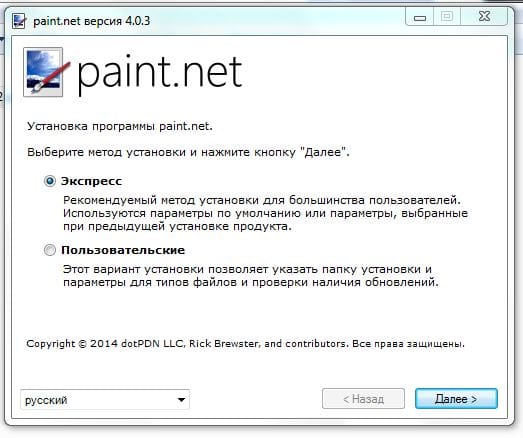 paint.net версия 4.0.3
paint.net
Установка программы paint.net.
Выберите метод установки и нажмите кнопку "Далее".
Экспресс
Рекомендуемый метод установки для большинства пользователей.
Используются параметры по умолчанию или параметры, выбранные
при предыдущей установке продукта.
Пользовательские
Этот вариант установки позволяет указать папку установки и
параметры для типов файлов и проверки наличия обновлений.
Copyright © 2014 dotPDN LLC, Rick Brewster, and contributors. Все права защищены.
русский
< Назад
Далее >